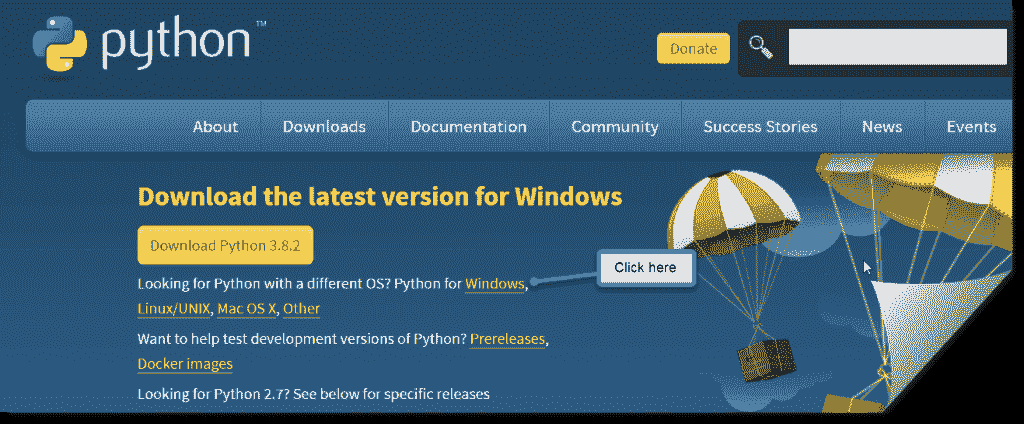 python™
Donate
About Downloads Documentation Community Success Stories News Events
Download the latest version for Windows
Download Python 3.8.2
Click here
Looking for Python with a different OS? Python for Windows,
Linux/UNIX, Mac OS X, Other
Want to help test development versions of Python? Prereleases,
Docker images
Looking for Python 2.7? See below for specific releases